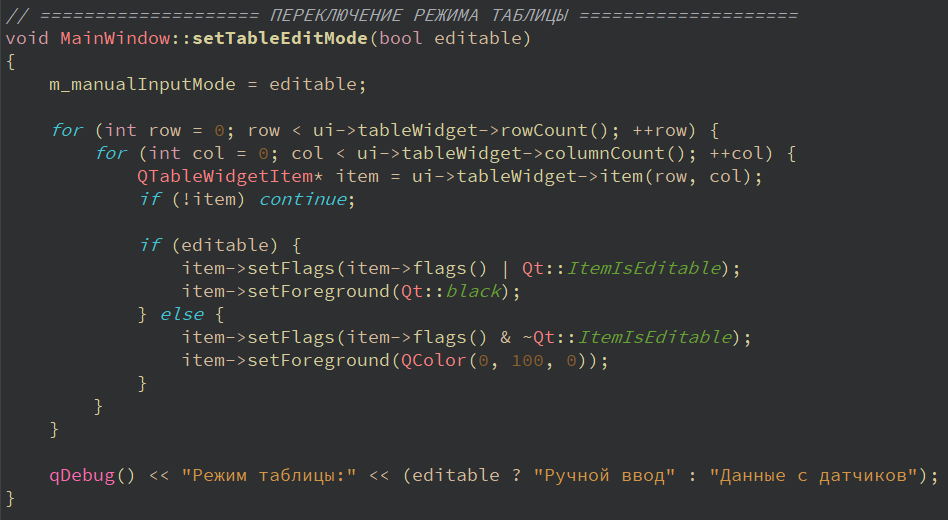 // ==================== ПЕРЕКЛЮЧЕНИЕ РЕЖИМА ТАБЛИЦЫ ====================
void MainWindow::setTableEditMode(bool editable)
{
    m_manualInputMode = editable;

    for (int row = 0; row < ui->tableWidget->rowCount(); ++row) {
        for (int col = 0; col < ui->tableWidget->columnCount(); ++col) {
            QTableWidgetItem* item = ui->tableWidget->item(row, col);
            if (!item) continue;

            if (editable) {
                item->setFlags(item->flags() | Qt::ItemIsEditable);
                item->setForeground(Qt::black);
            } else {
                item->setFlags(item->flags() & ~Qt::ItemIsEditable);
                item->setForeground(QColor(0, 100, 0));
            }
        }
    }

    qDebug() << "Режим таблицы:" << (editable ? "Ручной ввод" : "Данные с датчиков");
}